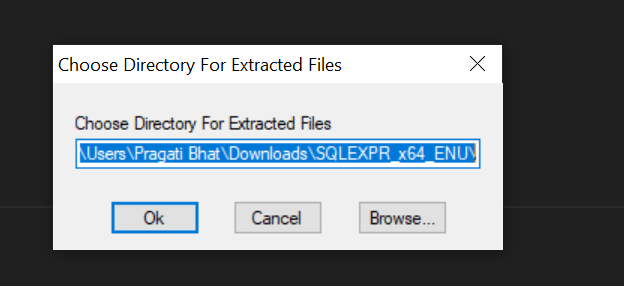 Choose Directory For Extracted Files
Choose Directory For Extracted Files
\Users\Pragati Bhat\Downloads\SQLEXPR_x64_ENU\
Ok Cancel Browse...